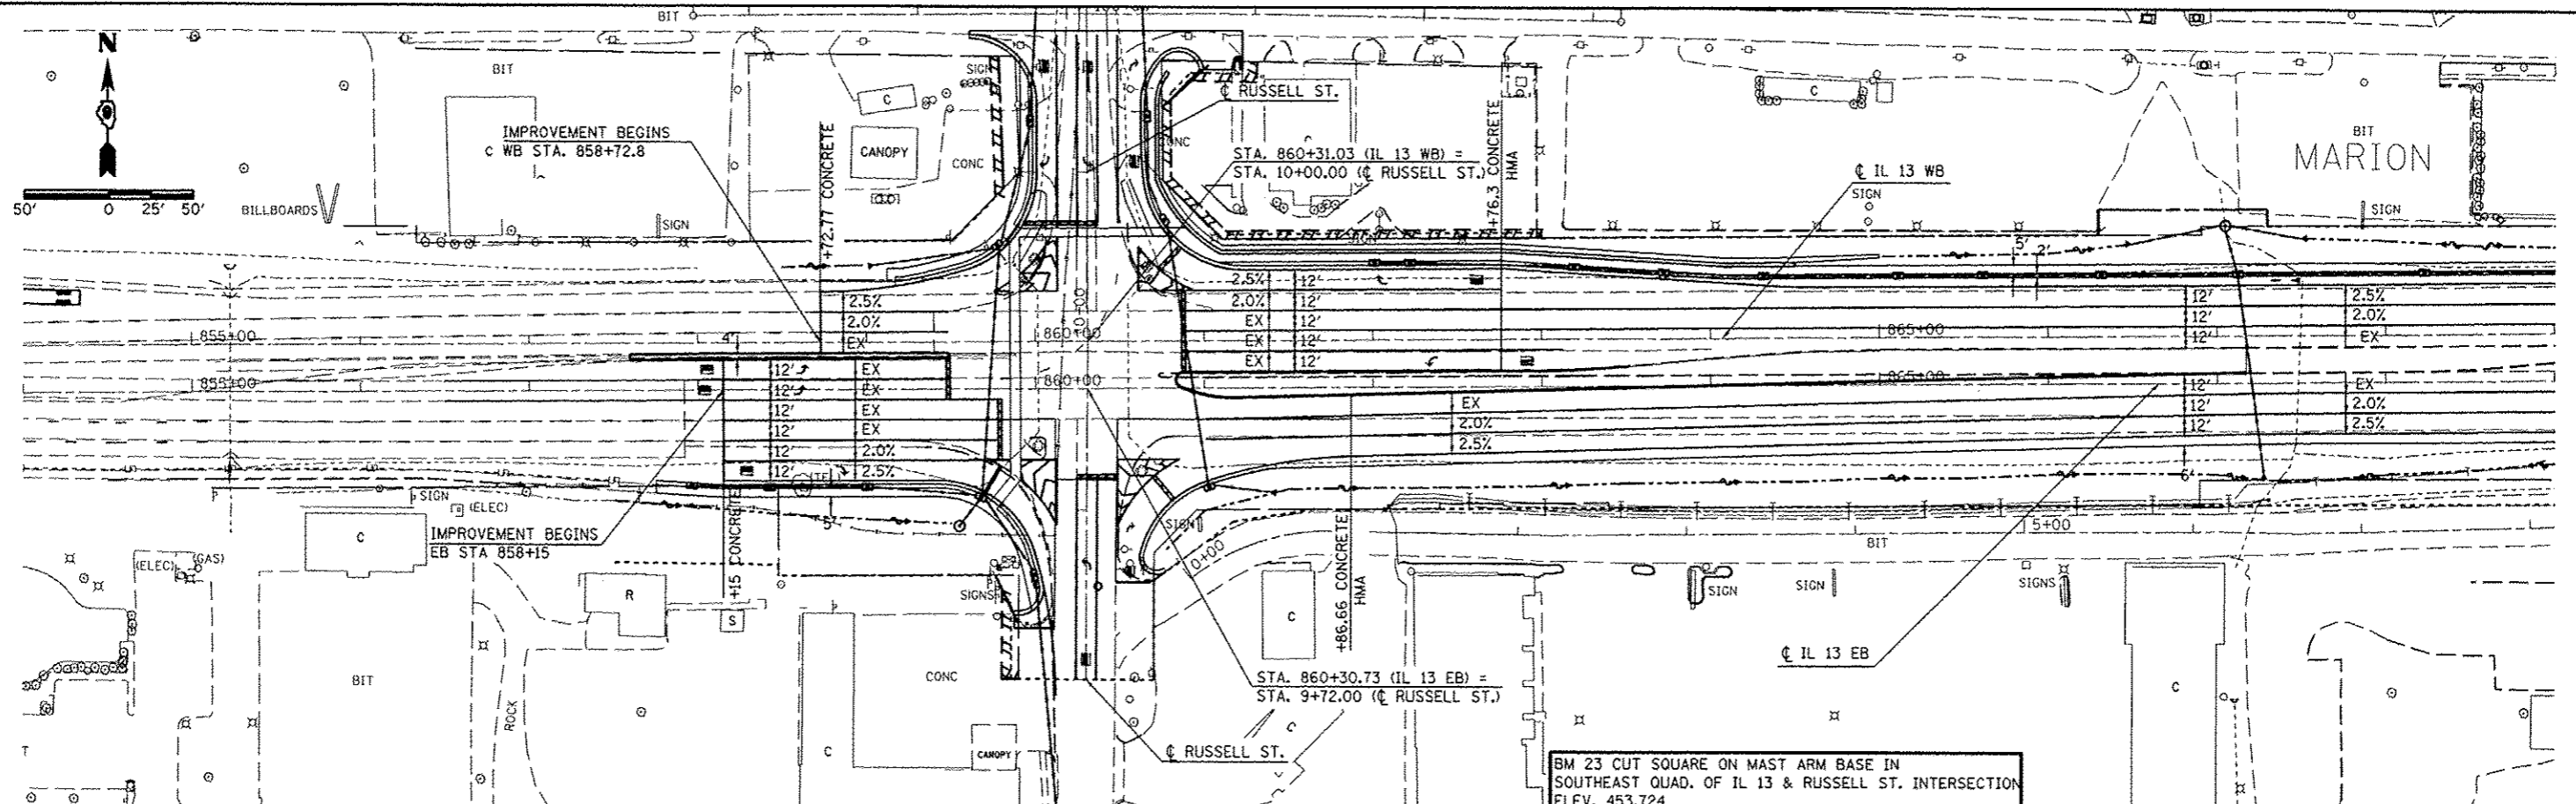 BIT
N
BIT
SIGN
C
CANOPY
CONC
IMPROVEMENT BEGINS
C WB STA. 858+72.8
+72.77 CONCRETE
50' 0 25' 50'
BILLBOARDS
SIGN
℄ RUSSELL ST.
CONC
STA. 860+31.03 (IL 13 WB) =
STA. 10+00.00 (℄ RUSSELL ST.)
+76.3 CONCRETE
HMA
SIGN
C
℄ IL 13 WB
SIGN
BIT
MARION
SIGN
5' 2'
2.5% 12'
2.0% 12'
EX 12'
EX 12'
EX 12'
2.5%
2.0%
EX
855+00
860+00
865+00
12' 2.5%
12' 2.0%
12' EX
4'
855+00
860+00
865+00
12' EX
12' EX
12' EX
12' EX
12' 2.0%
12' 2.5%
EX
2.0%
2.5%
12' EX
12' 2.0%
12' 2.5%
6'
5'
SIGN
(ELEC)
C
IMPROVEMENT BEGINS
EB STA 858+15
+15 CONCRETE
(ELEC)
(GAS)
R
S
SIGNS
SIGN
0+00
+86.66 CONCRETE
HMA
5+00
BIT
SIGN
SIGN
SIGNS
C
BIT
ROCK
C
CONC
CANOPY
STA. 860+30.73 (IL 13 EB) =
STA. 9+72.00 (℄ RUSSELL ST.)
C
℄ RUSSELL ST.
℄ IL 13 EB
C
BM 23 CUT SQUARE ON MAST ARM BASE IN
SOUTHEAST QUAD. OF IL 13 & RUSSELL ST. INTERSECTION
ELEV. 453.724